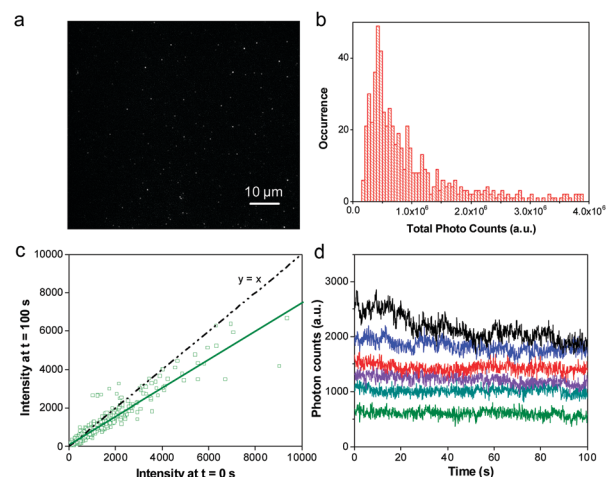 a
10 μm
b
Occurrence
40
20
0
0.0
1.0x10⁶
2.0x10⁶
3.0x10⁶
4.0x10⁶
Total Photo Counts (a.u.)
c
Intensity at t = 100 s
10000
8000
6000
4000
2000
0
y = x
0
2000
4000
6000
8000
10000
Intensity at t = 0 s
d
Photon counts (a.u.)
3000
2000
1000
0
0
20
40
60
80
100
Time (s)